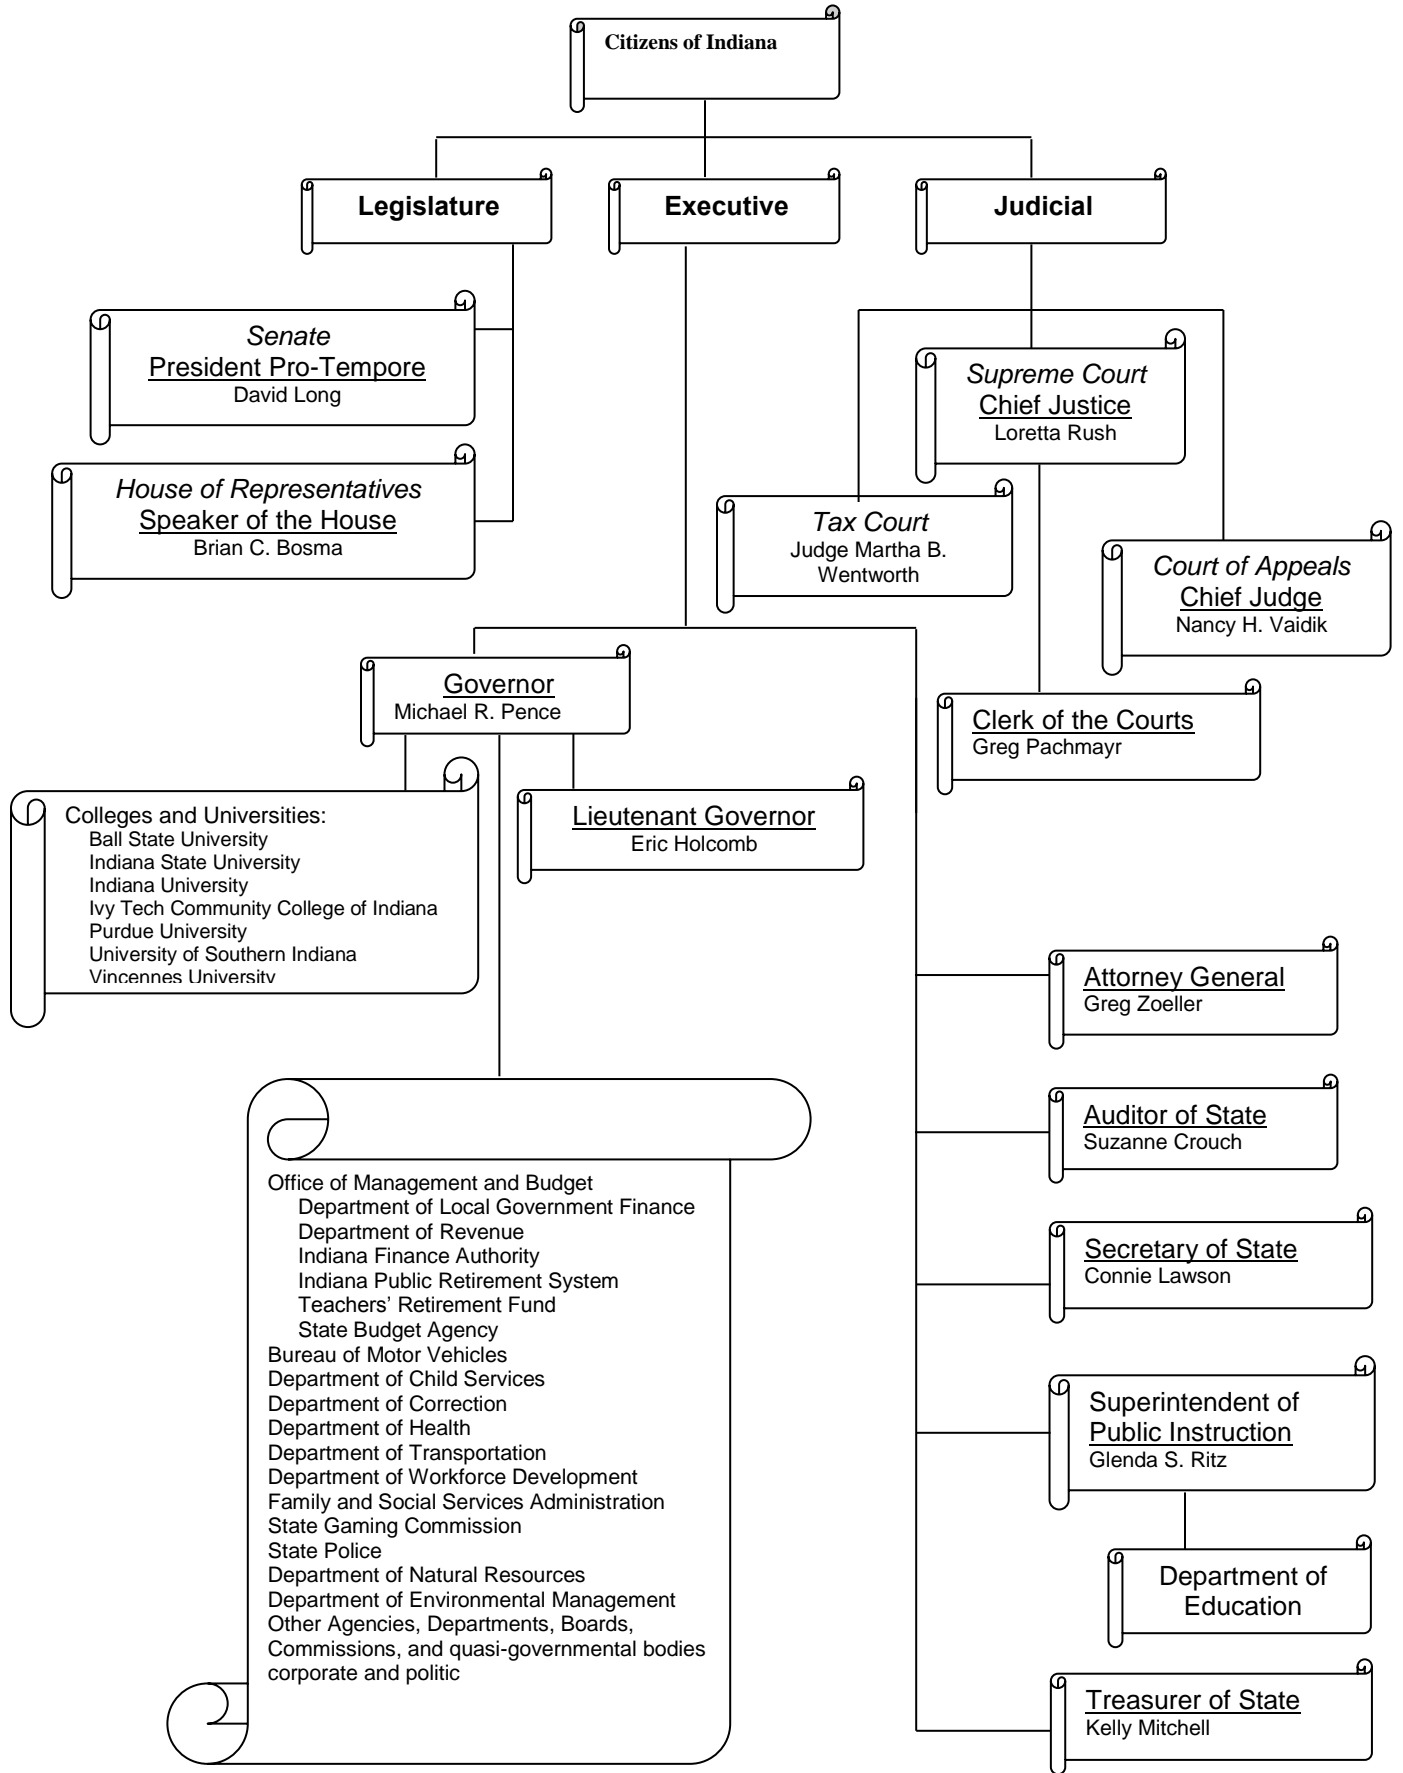 Citizens of Indiana
Legislature
Executive
Judicial
Senate
President Pro-Tempore
David Long
House of Representatives
Speaker of the House
Brian C. Bosma
Supreme Court
Chief Justice
Loretta Rush
Tax Court
Judge Martha B.
Wentworth
Court of Appeals
Chief Judge
Nancy H. Vaidik
Governor
Michael R. Pence
Clerk of the Courts
Greg Pachmayr
Colleges and Universities:
Ball State University
Indiana State University
Indiana University
Ivy Tech Community College of Indiana
Purdue University
University of Southern Indiana
Vincennes University
Lieutenant Governor
Eric Holcomb
Attorney General
Greg Zoeller
Auditor of State
Suzanne Crouch
Office of Management and Budget
Department of Local Government Finance
Department of Revenue
Indiana Finance Authority
Indiana Public Retirement System
Teachers’ Retirement Fund
State Budget Agency
Bureau of Motor Vehicles
Department of Child Services
Department of Correction
Department of Health
Department of Transportation
Department of Workforce Development
Family and Social Services Administration
State Gaming Commission
State Police
Department of Natural Resources
Department of Environmental Management
Other Agencies, Departments, Boards,
Commissions, and quasi-governmental bodies
corporate and politic
Secretary of State
Connie Lawson
Superintendent of
Public Instruction
Glenda S. Ritz
Department of
Education
Treasurer of State
Kelly Mitchell